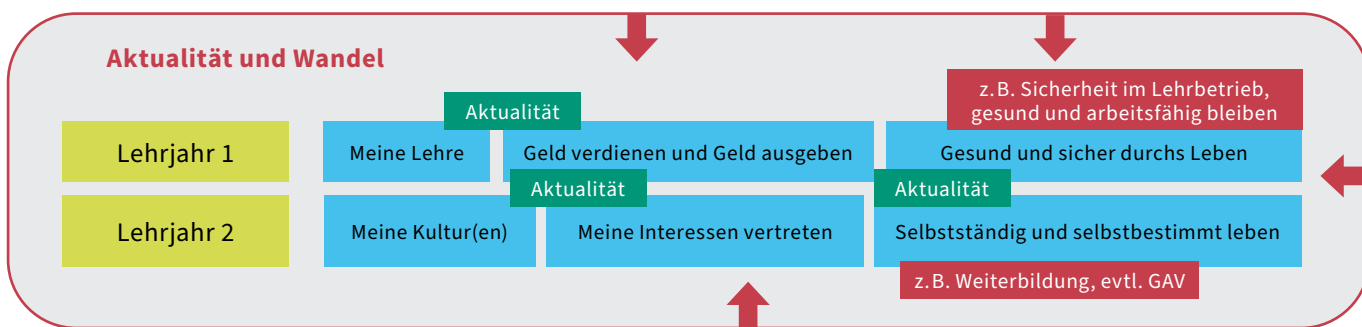 Aktualität und Wandel
z.B. Sicherheit im Lehrbetrieb,
gesund und arbeitsfähig bleiben
Aktualität
Lehrjahr 1
Meine Lehre
Geld verdienen und Geld ausgeben
Gesund und sicher durchs Leben
Aktualität
Aktualität
Lehrjahr 2
Meine Kultur(en)
Meine Interessen vertreten
Selbstständig und selbstbestimmt leben
z.B. Weiterbildung, evtl. GAV